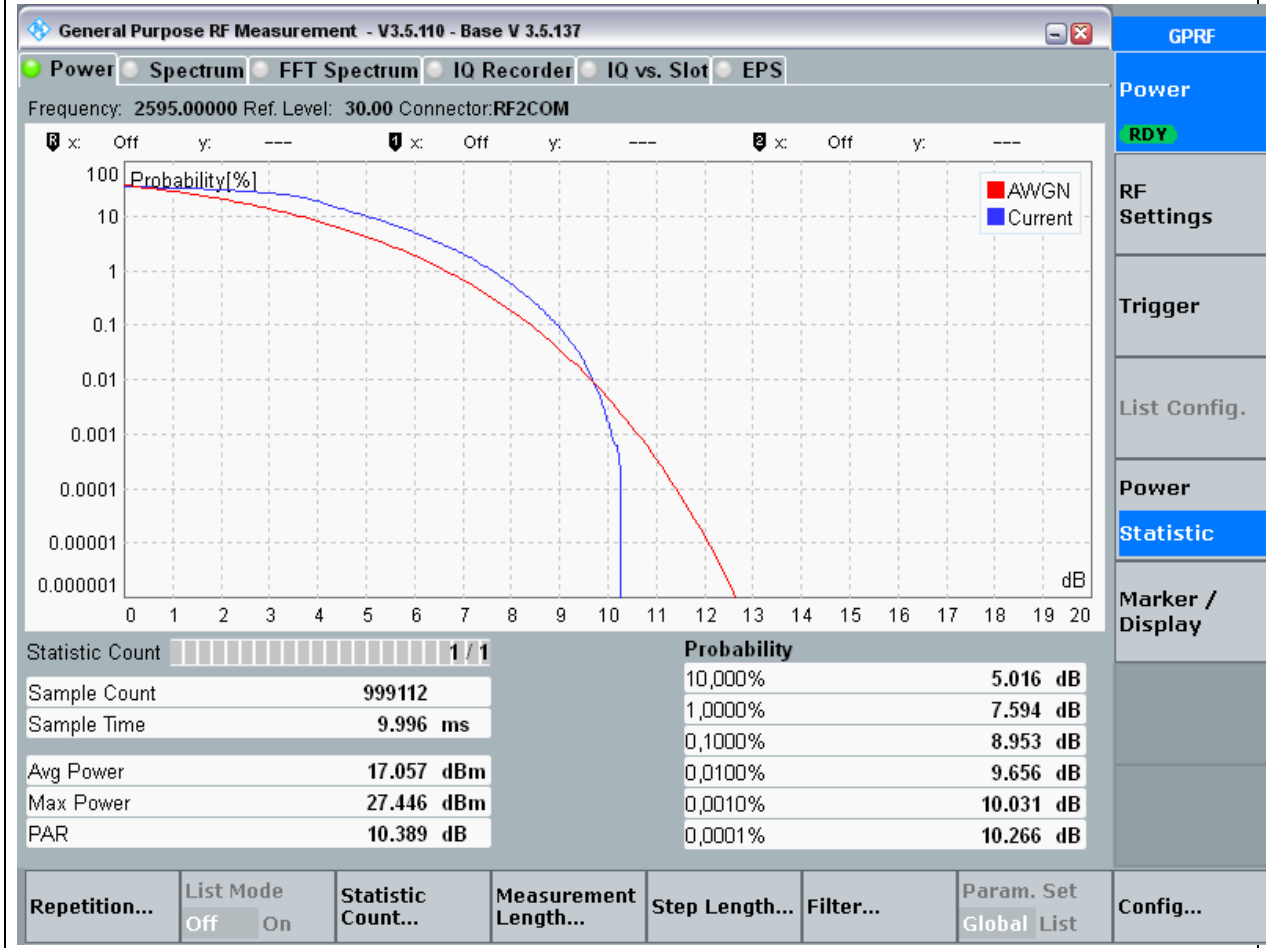 General Purpose RF Measurement - V3.5.110 - Base V 3.5.137
GPRF
Power Spectrum FFT Spectrum IQ Recorder IQ vs. Slot EPS
Frequency: 2595.00000 Ref. Level: 30.00 Connector:RF2COM
R x: Off y: --- 1 x: Off y: --- 2 x: Off y: ---
Probability[%]
AWGN
Current
100
10
1
0.1
0.01
0.001
0.0001
0.00001
0.000001
dB
0 1 2 3 4 5 6 7 8 9 10 11 12 13 14 15 16 17 18 19 20
Statistic Count 1 / 1
Sample Count 999112
Sample Time 9.996 ms
Avg Power 17.057 dBm
Max Power 27.446 dBm
PAR 10.389 dB
Probability
10,000% 5.016 dB
1,0000% 7.594 dB
0,1000% 8.953 dB
0,0100% 9.656 dB
0,0010% 10.031 dB
0,0001% 10.266 dB
Power
RDY
RF
Settings
Trigger
List Config.
Power
Statistic
Marker /
Display
Repetition...
List Mode
Off On
Statistic
Count...
Measurement
Length...
Step Length...
Filter...
Param. Set
Global List
Config...